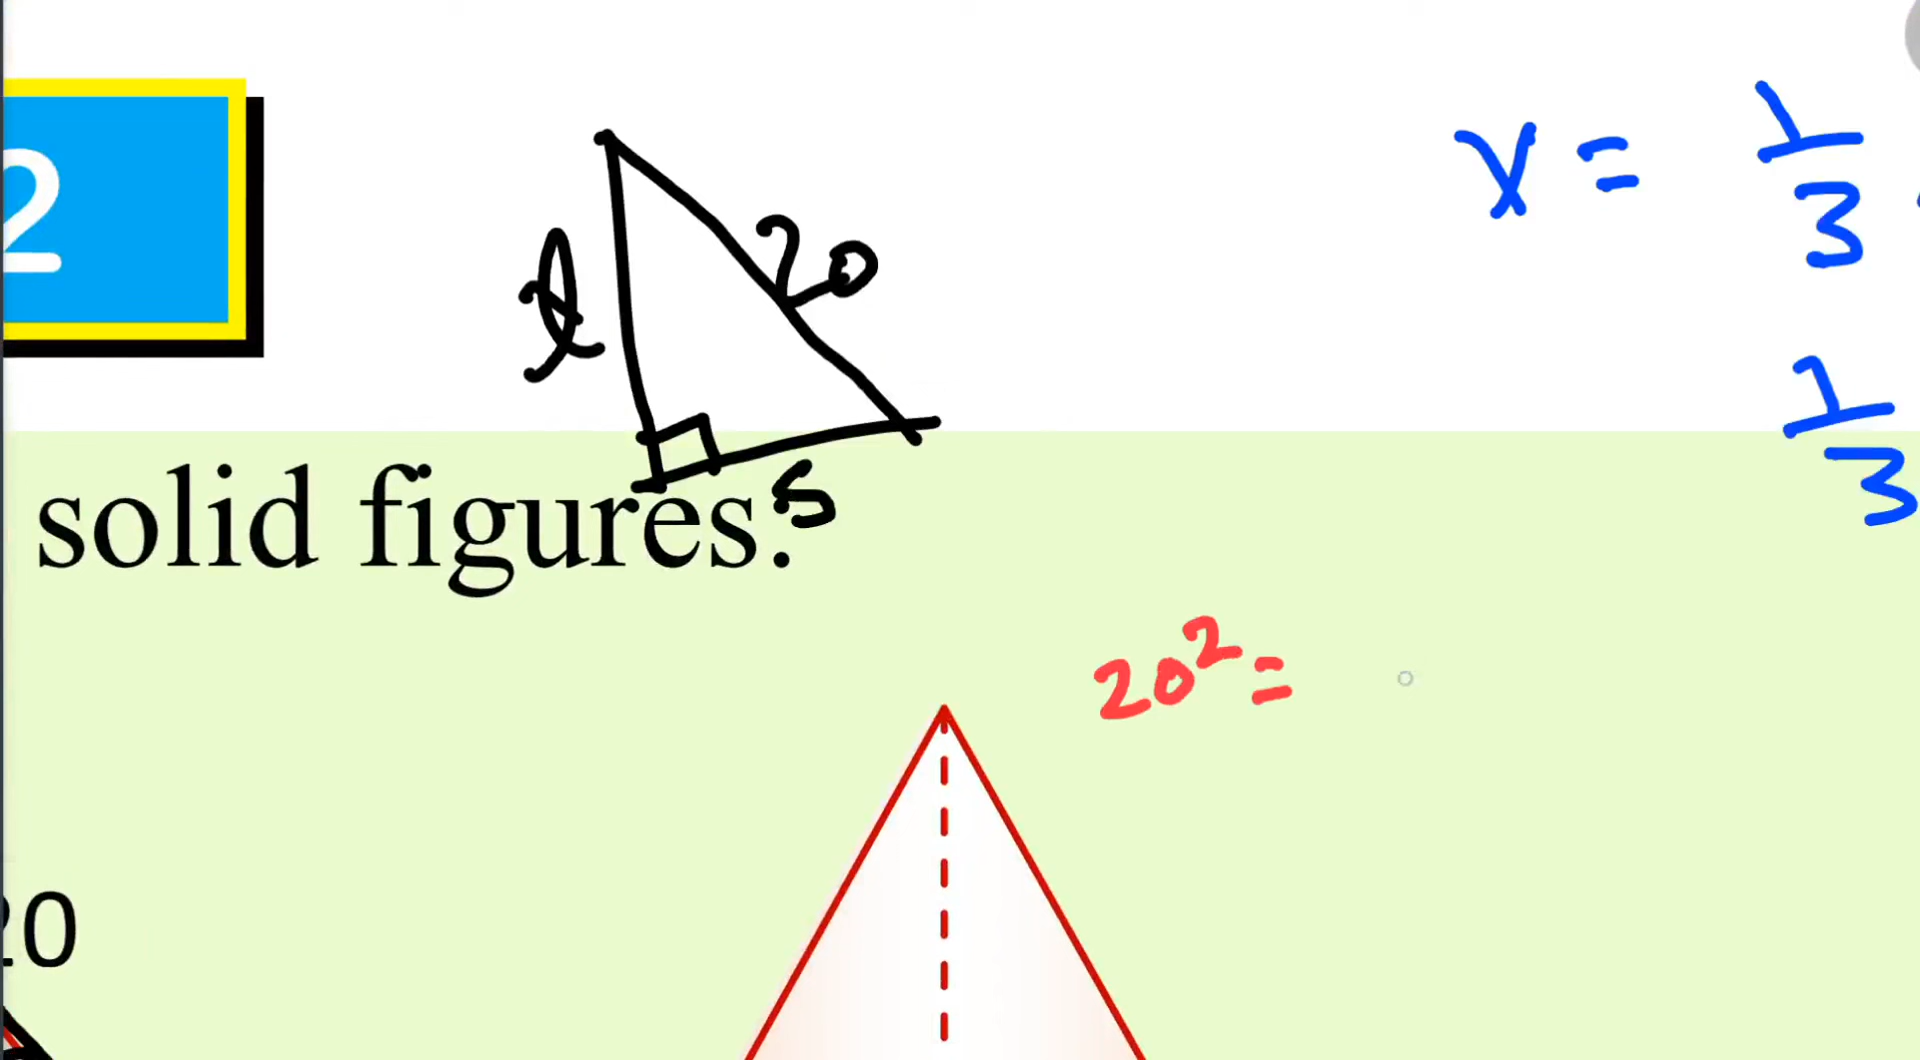 2
l
20
5
x = 1/3
1/3
solid figures.
20² =
20